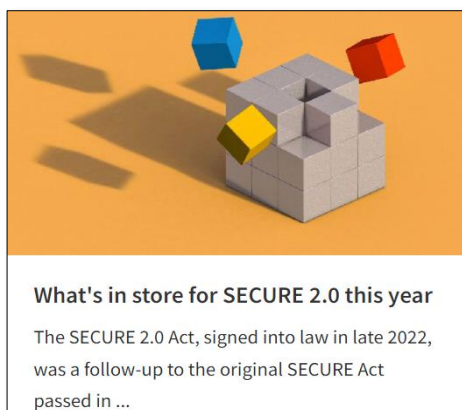 What's in store for SECURE 2.0 this year
The SECURE 2.0 Act, signed into law in late 2022,
was a follow-up to the original SECURE Act
passed in ...